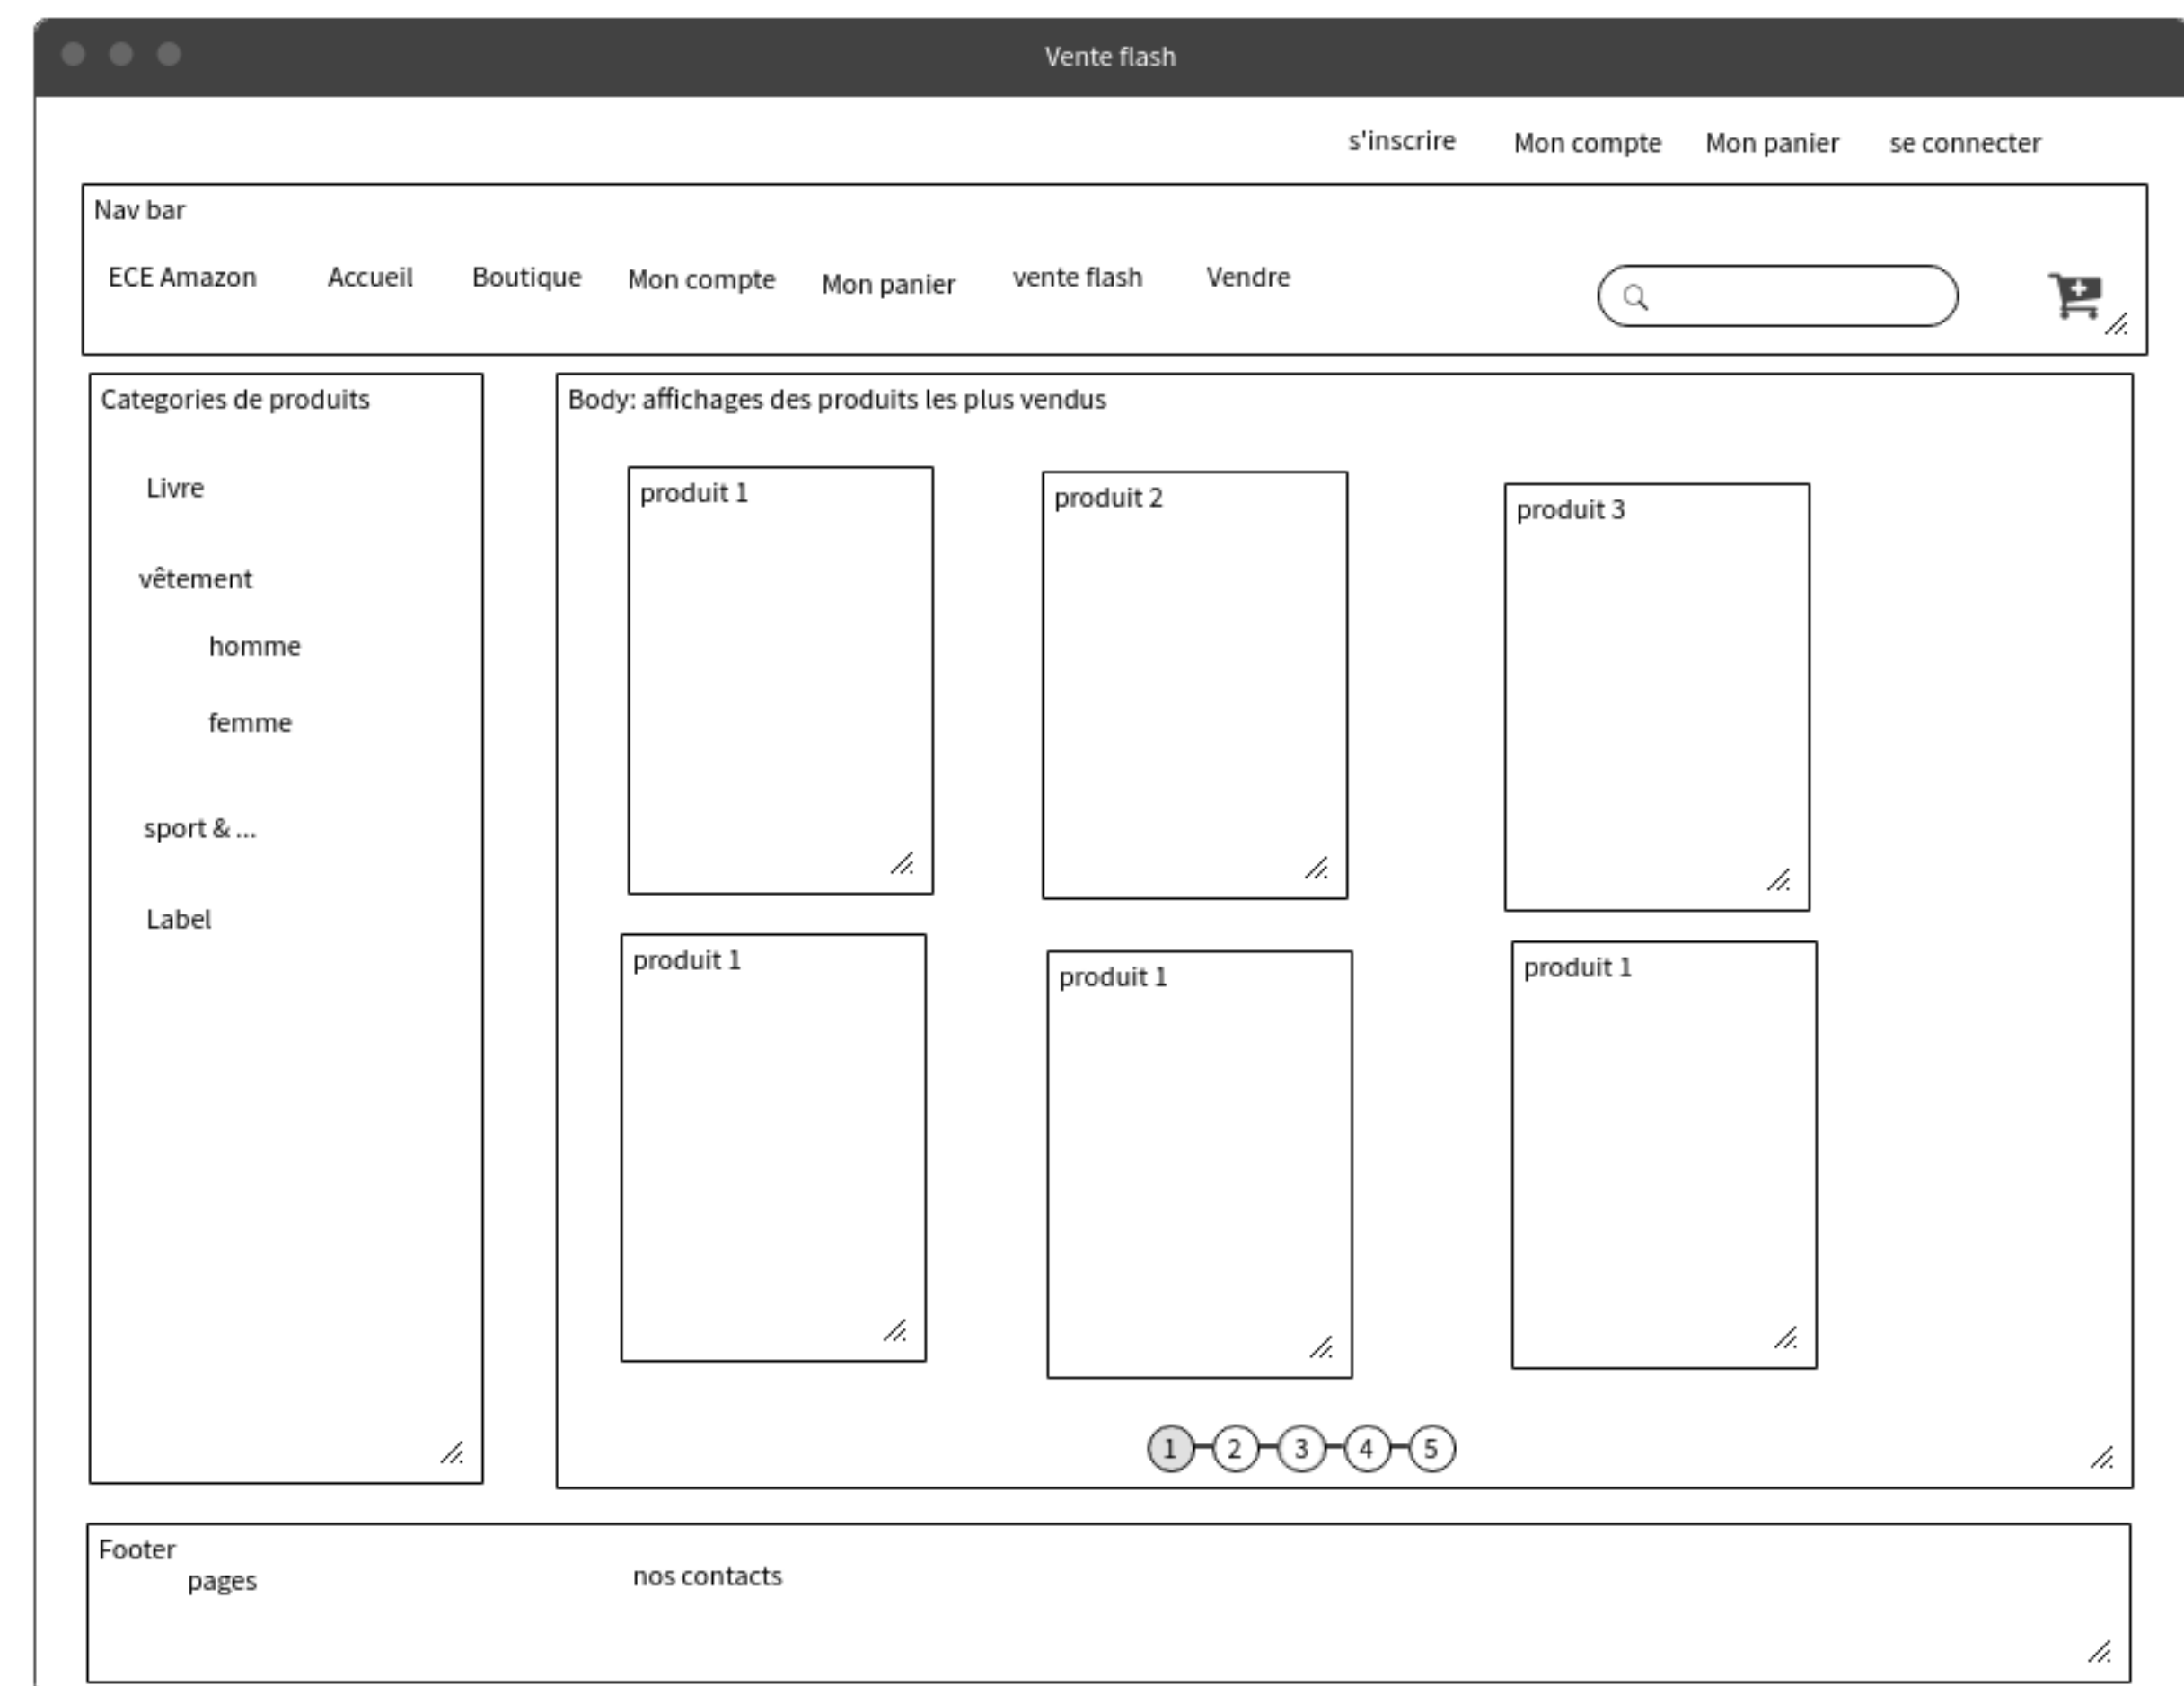 Vente flash
s'inscrire Mon compte Mon panier se connecter
Nav bar
ECE Amazon Accueil Boutique Mon compte Mon panier vente flash Vendre
Categories de produits
Livre
vêtement
homme
femme
sport & ...
Label
Body: affichages des produits les plus vendus
produit 1 produit 2 produit 3
produit 1 produit 1 produit 1
1 2 3 4 5
Footer
pages nos contacts